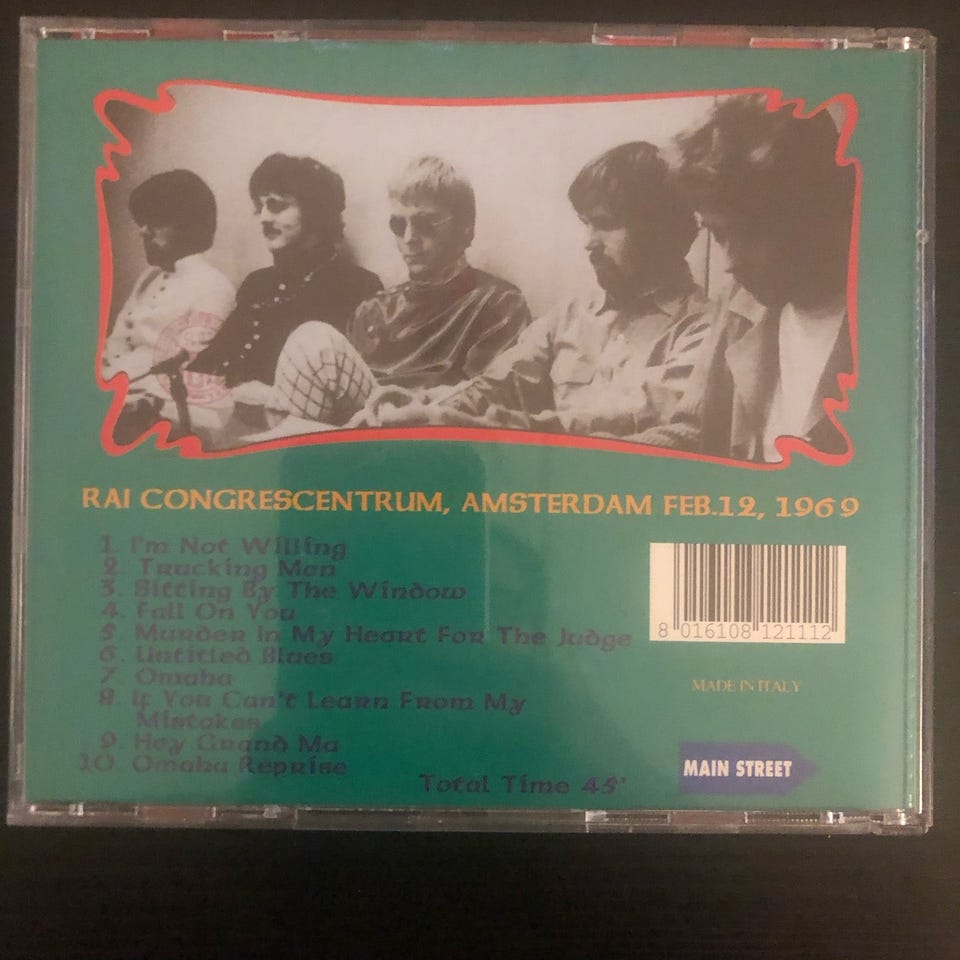 RAI CONGRESCENTRUM, AMSTERDAM FEB.12, 1969
1. I'm Not Willing
2. Trucking Man
3. Sitting By The Window
4. Fall On You
5. Murder In My Heart For The Judge
6. Untitled Blues
7. Omaha
8. If You Can't Learn From My
Mistakes
9. Hey Grand Ma
10. Omaha Reprise
Total Time 45'
8 016108 121112
MADE IN ITALY
MAIN STREET